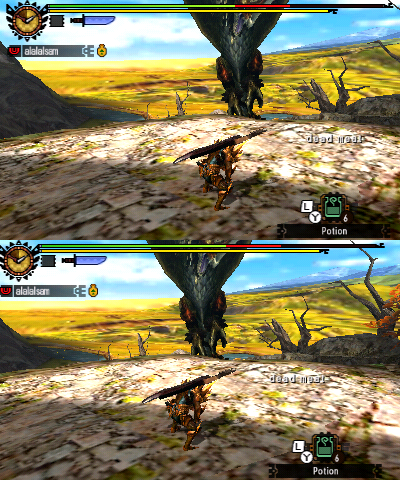 alalalsam
dead meat
L
Y
6
Potion
alalalsam
dead meat
L
Y
6
Potion